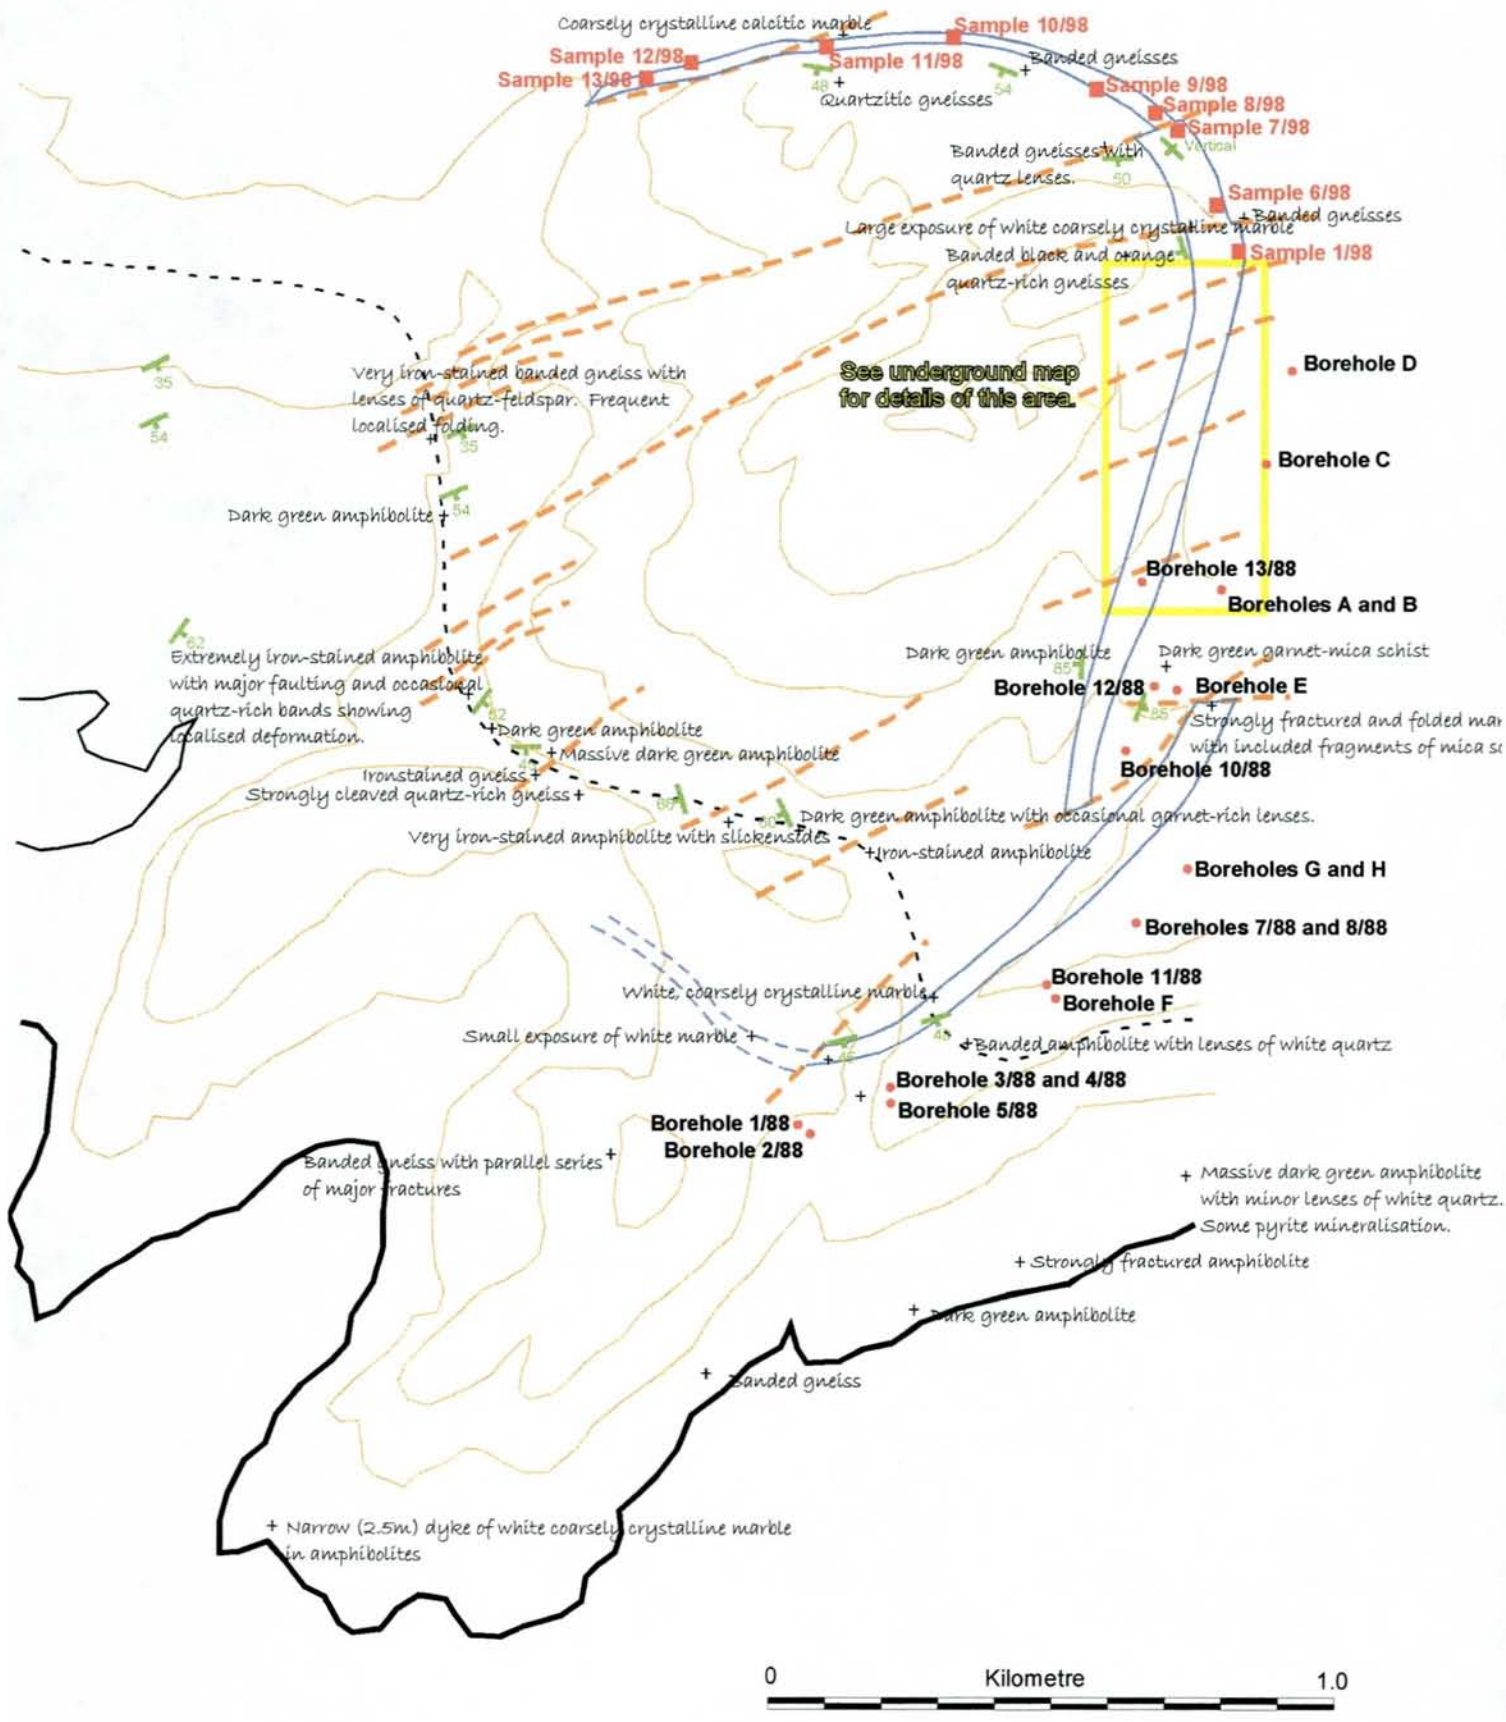 Coarsely crystalline calcitic marble
Sample 10/98
Sample 12/98
Sample 11/98
Banded gneisses
Sample 13/98
48
54
Sample 9/98
Quartzitic gneisses
Sample 8/98
Sample 7/98
Vertical
Banded gneisses with
quartz lenses.
50
Sample 6/98
Banded gneisses
Large exposure of white coarsely crystalline marble
Sample 1/98
Banded black and orange
quartz-rich gneisses
Borehole D
See underground map
for details of this area.
35
Very iron-stained banded gneiss with
lenses of quartz-feldspar. Frequent
localised folding.
54
35
Borehole C
Dark green amphibolite
54
Borehole 13/88
Boreholes A and B
62
Extremely iron-stained amphibolite
with major faulting and occasional
quartz-rich bands showing
localised deformation.
Dark green amphibolite
85
Dark green garnet-mica schist
Borehole 12/88
Borehole E
85
62
Strongly fractured and folded mar
with included fragments of mica sc
Dark green amphibolite
Massive dark green amphibolite
Borehole 10/88
Ironstained gneiss
Strongly cleaved quartz-rich gneiss
Dark green amphibolite with occasional garnet-rich lenses.
Very iron-stained amphibolite with slickensides
Iron-stained amphibolite
Boreholes G and H
Boreholes 7/88 and 8/88
Borehole 11/88
White, coarsely crystalline marble
Borehole F
Small exposure of white marble
Banded amphibolite with lenses of white quartz
Borehole 3/88 and 4/88
Borehole 5/88
Borehole 1/88
Borehole 2/88
Banded gneiss with parallel series
of major fractures
Massive dark green amphibolite
with minor lenses of white quartz.
Some pyrite mineralisation.
Strongly fractured amphibolite
Dark green amphibolite
Banded gneiss
Narrow (2.5m) dyke of white coarsely crystalline marble
in amphibolites
0 Kilometre 1.0